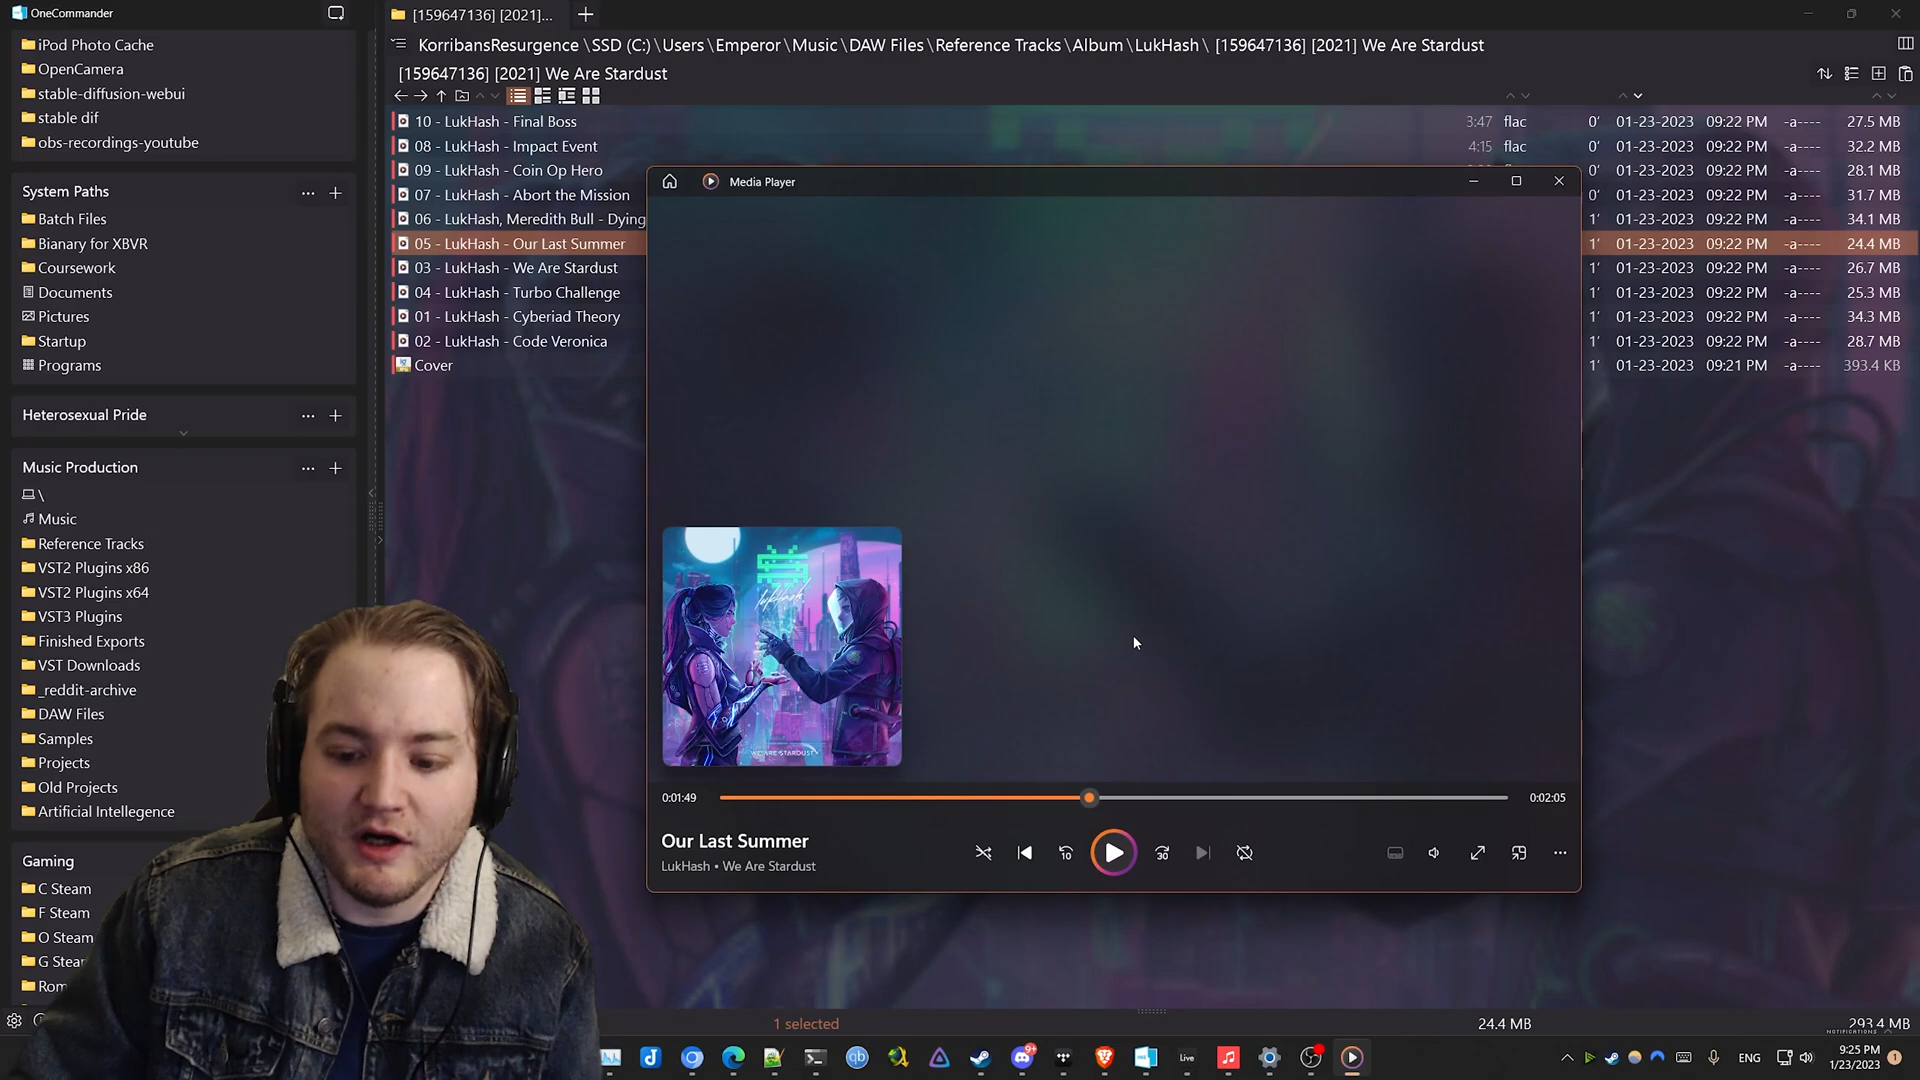 OneCommander
[159647136] [2021]...
iPod Photo Cache
OpenCamera
stable-diffusion-webui
stable dif
obs-recordings-youtube
KorribansResurgence \SSD (C:) \Users \Emperor \Music \DAW Files \Reference Tracks \Album \LukHash \ [159647136] [2021] We Are Stardust
[159647136] [2021] We Are Stardust
System Paths
Batch Files
Bianary for XBVR
Coursework
Documents
Pictures
Startup
Programs
Heterosexual Pride
Music Production
\
Music
Reference Tracks
VST2 Plugins x86
VST2 Plugins x64
VST3 Plugins
Finished Exports
VST Downloads
_reddit-archive
DAW Files
Samples
Projects
Old Projects
Artificial Intellegence
Gaming
C Steam
F Steam
O Steam
G Stear
Rom
10 - LukHash - Final Boss 3:47 flac 0' 01-23-2023 09:22 PM -a---- 27.5 MB
08 - LukHash - Impact Event 4:15 flac 0' 01-23-2023 09:22 PM -a---- 32.2 MB
09 - LukHash - Coin Op Hero 0' 01-23-2023 09:22 PM -a---- 28.1 MB
07 - LukHash - Abort the Mission 0' 01-23-2023 09:22 PM -a---- 31.7 MB
06 - LukHash, Meredith Bull - Dying 1' 01-23-2023 09:22 PM -a---- 34.1 MB
05 - LukHash - Our Last Summer 1' 01-23-2023 09:22 PM -a---- 24.4 MB
03 - LukHash - We Are Stardust 1' 01-23-2023 09:22 PM -a---- 26.7 MB
04 - LukHash - Turbo Challenge 1' 01-23-2023 09:22 PM -a---- 25.3 MB
01 - LukHash - Cyberiad Theory 1' 01-23-2023 09:22 PM -a---- 34.3 MB
02 - LukHash - Code Veronica 1' 01-23-2023 09:22 PM -a---- 28.7 MB
Cover 1' 01-23-2023 09:21 PM -a---- 393.4 KB
Media Player
lukHash
WE ARE STARDUST
0:01:49
0:02:05
Our Last Summer
LukHash • We Are Stardust
10
30
1 selected
24.4 MB
293.4 MB
NOTIFICATIONS
qb
9+
Live
ENG
9:25 PM
1/23/2023
1